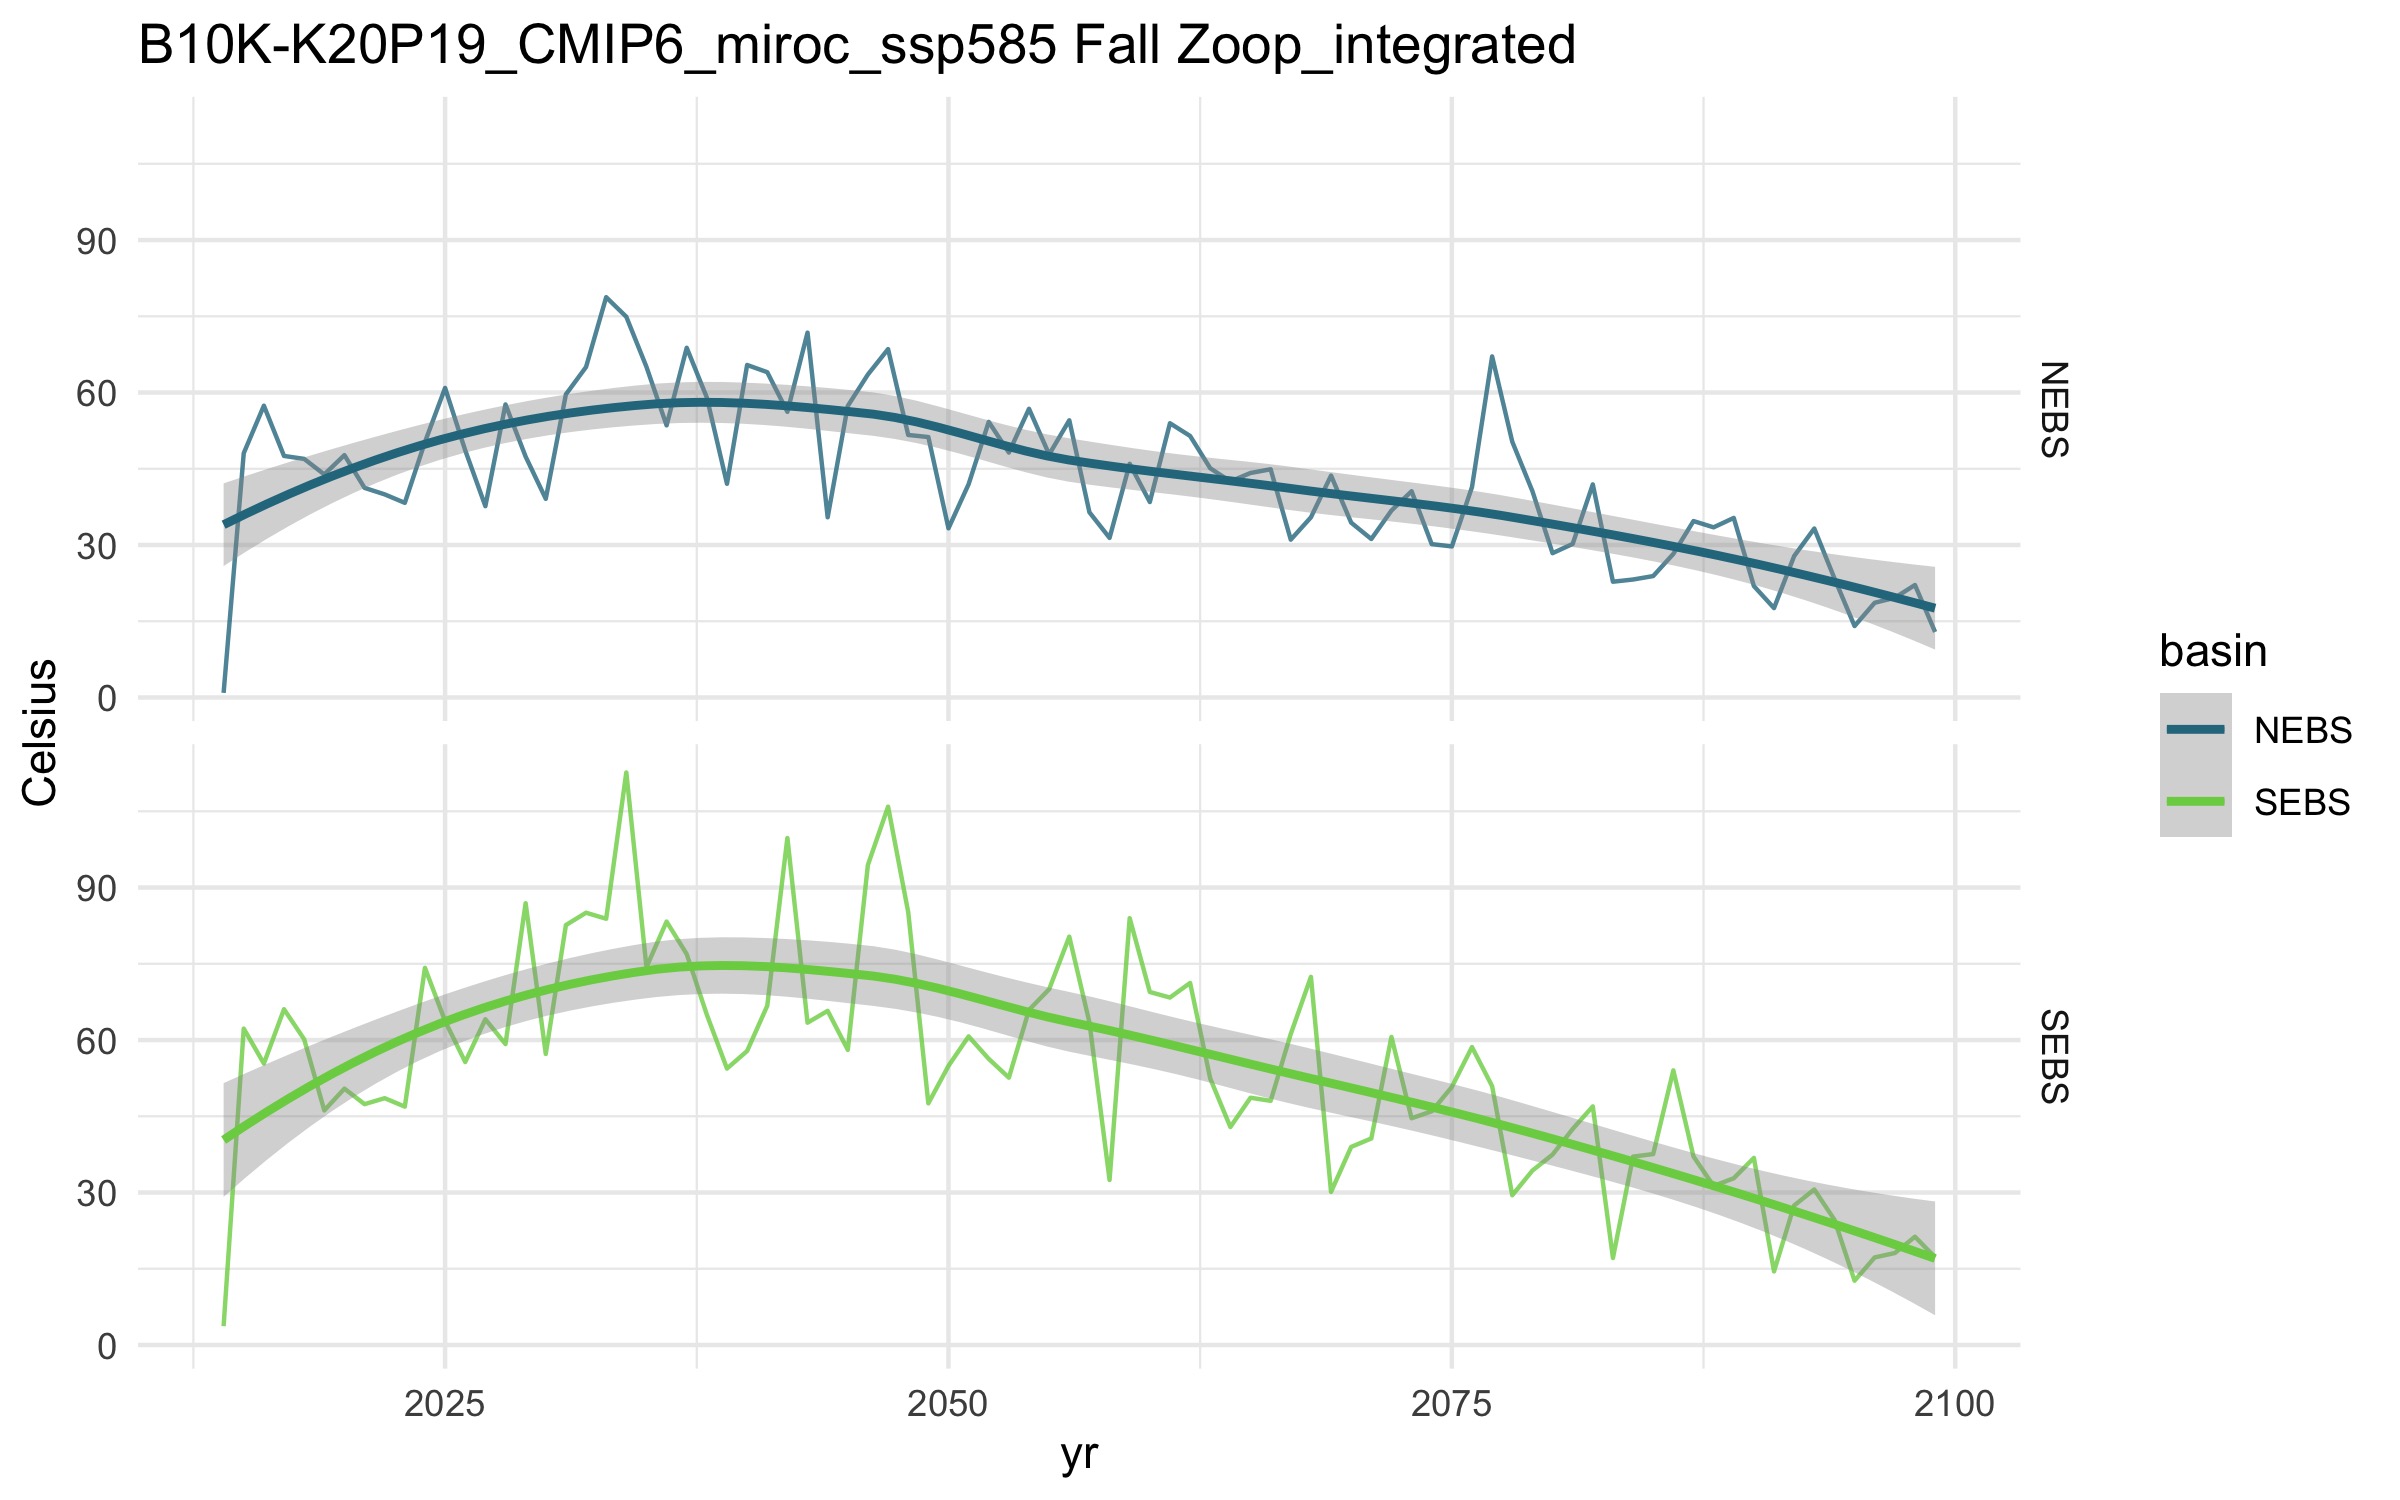 B10K-K20P19_CMIP6_miroc_ssp585 Fall Zoop_integrated
90
60
30
0
NEBS
Celsius
90
60
30
0
SEBS
2025 2050 2075 2100
yr
basin
NEBS
SEBS